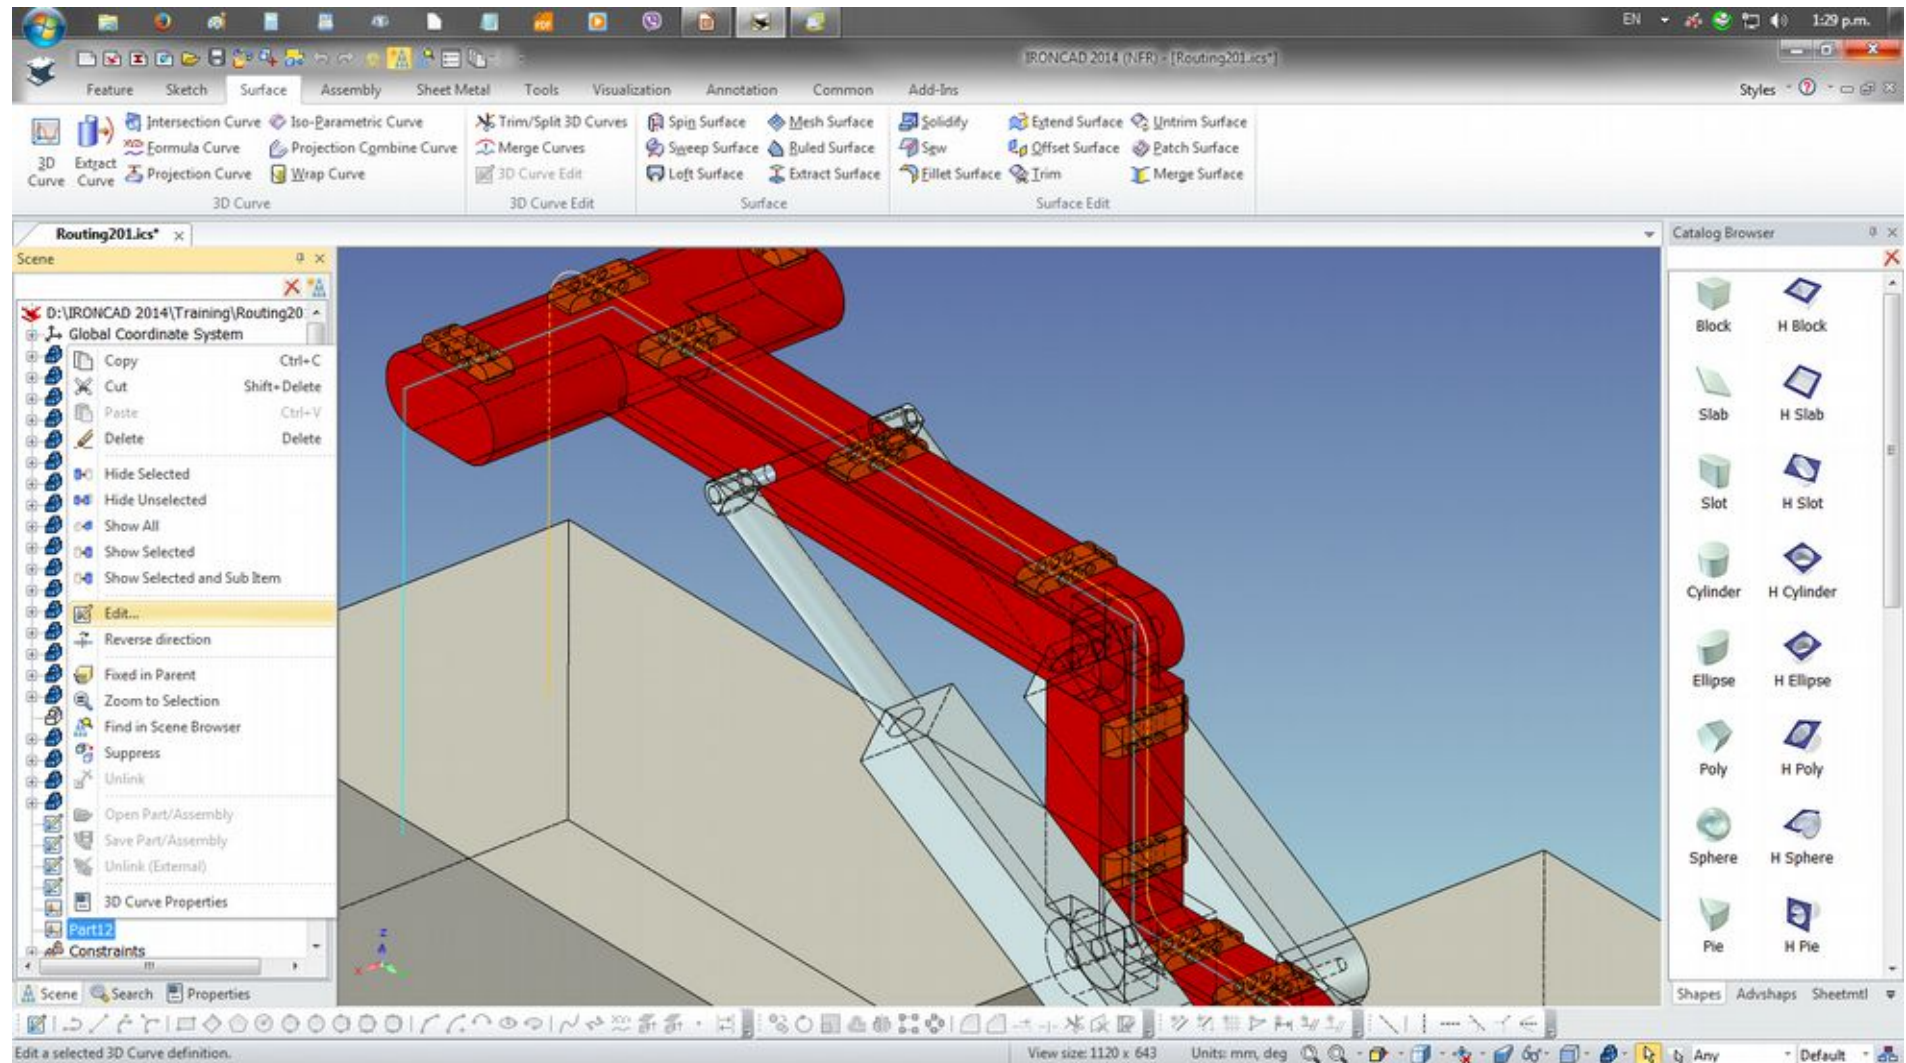 EN 1:29 p.m.
IRONCAD 2014 (NFR) - [Routing201.ics*]
Feature Sketch Surface Assembly Sheet Metal Tools Visualization Annotation Common Add-Ins Styles
Intersection Curve Iso-Parametric Curve Trim/Split 3D Curves Spin Surface Mesh Surface Solidify Extend Surface Untrim Surface
3D Curve Extract Curve Formula Curve Projection Combine Curve Merge Curves Sweep Surface Ruled Surface Sew Offset Surface Patch Surface
Projection Curve Wrap Curve 3D Curve Edit Loft Surface Extract Surface Fillet Surface Trim Merge Surface
3D Curve 3D Curve Edit Surface Surface Edit
Routing201.ics*
Scene
D:\IRONCAD 2014\Training\Routing20
Global Coordinate System
Copy Ctrl+C
Cut Shift+Delete
Paste Ctrl+V
Delete Delete
Hide Selected
Hide Unselected
Show All
Show Selected
Show Selected and Sub Item
Edit...
Reverse direction
Fixed in Parent
Zoom to Selection
Find in Scene Browser
Suppress
Unlink
Open Part/Assembly
Save Part/Assembly
Unlink (External)
3D Curve Properties
Part12
Constraints
Scene Search Properties
Catalog Browser
Block H Block
Slab H Slab
Slot H Slot
Cylinder H Cylinder
Ellipse H Ellipse
Poly H Poly
Sphere H Sphere
Pie H Pie
Shapes Advshaps Sheetmtl
Edit a selected 3D Curve definition.
View size: 1120 x 643 Units: mm, deg Any Default